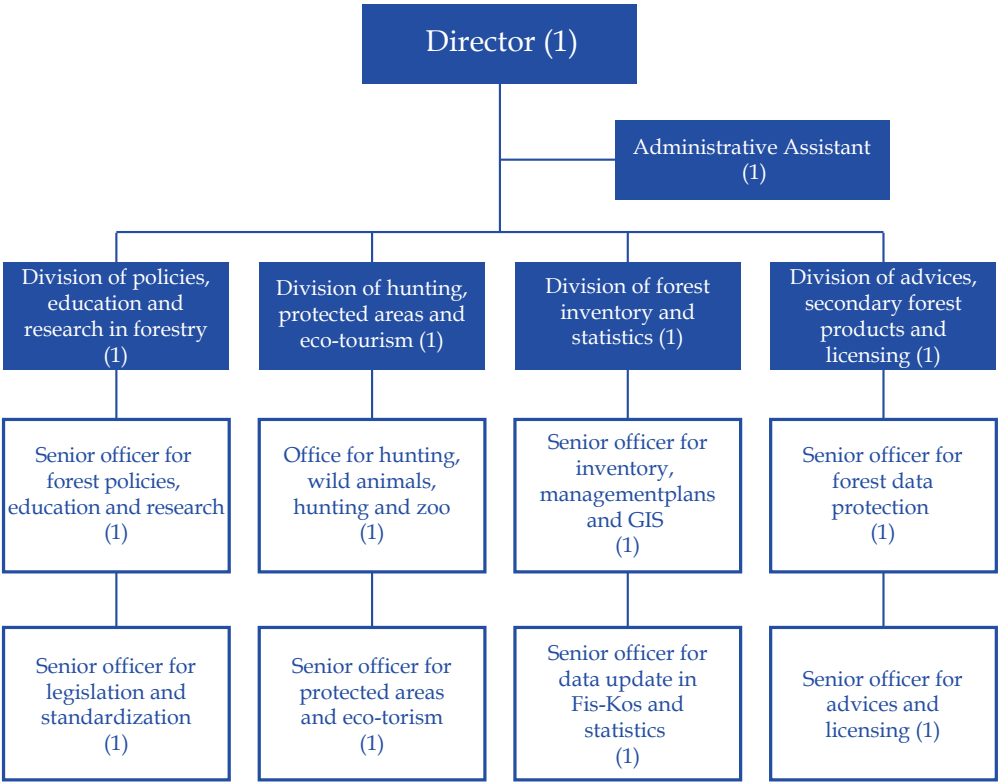 Director (1)
Administrative Assistant
(1)
Division of policies,
education and
research in forestry
(1)
Division of hunting,
protected areas and
eco-tourism (1)
Division of forest
inventory and
statistics (1)
Division of advices,
secondary forest
products and
licensing (1)
Senior officer for
forest policies,
education and research
(1)
Office for hunting,
wild animals,
hunting and zoo
(1)
Senior officer for
inventory,
managementplans
and GIS
(1)
Senior officer for
forest data
protection
(1)
Senior officer for
legislation and
standardization
(1)
Senior officer for
protected areas
and eco-torism
(1)
Senior officer for
data update in
Fis-Kos and
statistics
(1)
Senior officer for
advices and
licensing (1)